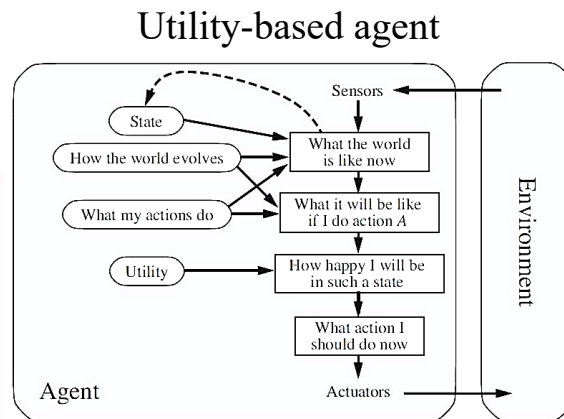 Utility-based agent
Sensors
State
What the world
is like now
How the world evolves
What it will be like
if I do action A
What my actions do
How happy I will be
in such a state
Utility
What action I
should do now
Environment
Agent
Actuators